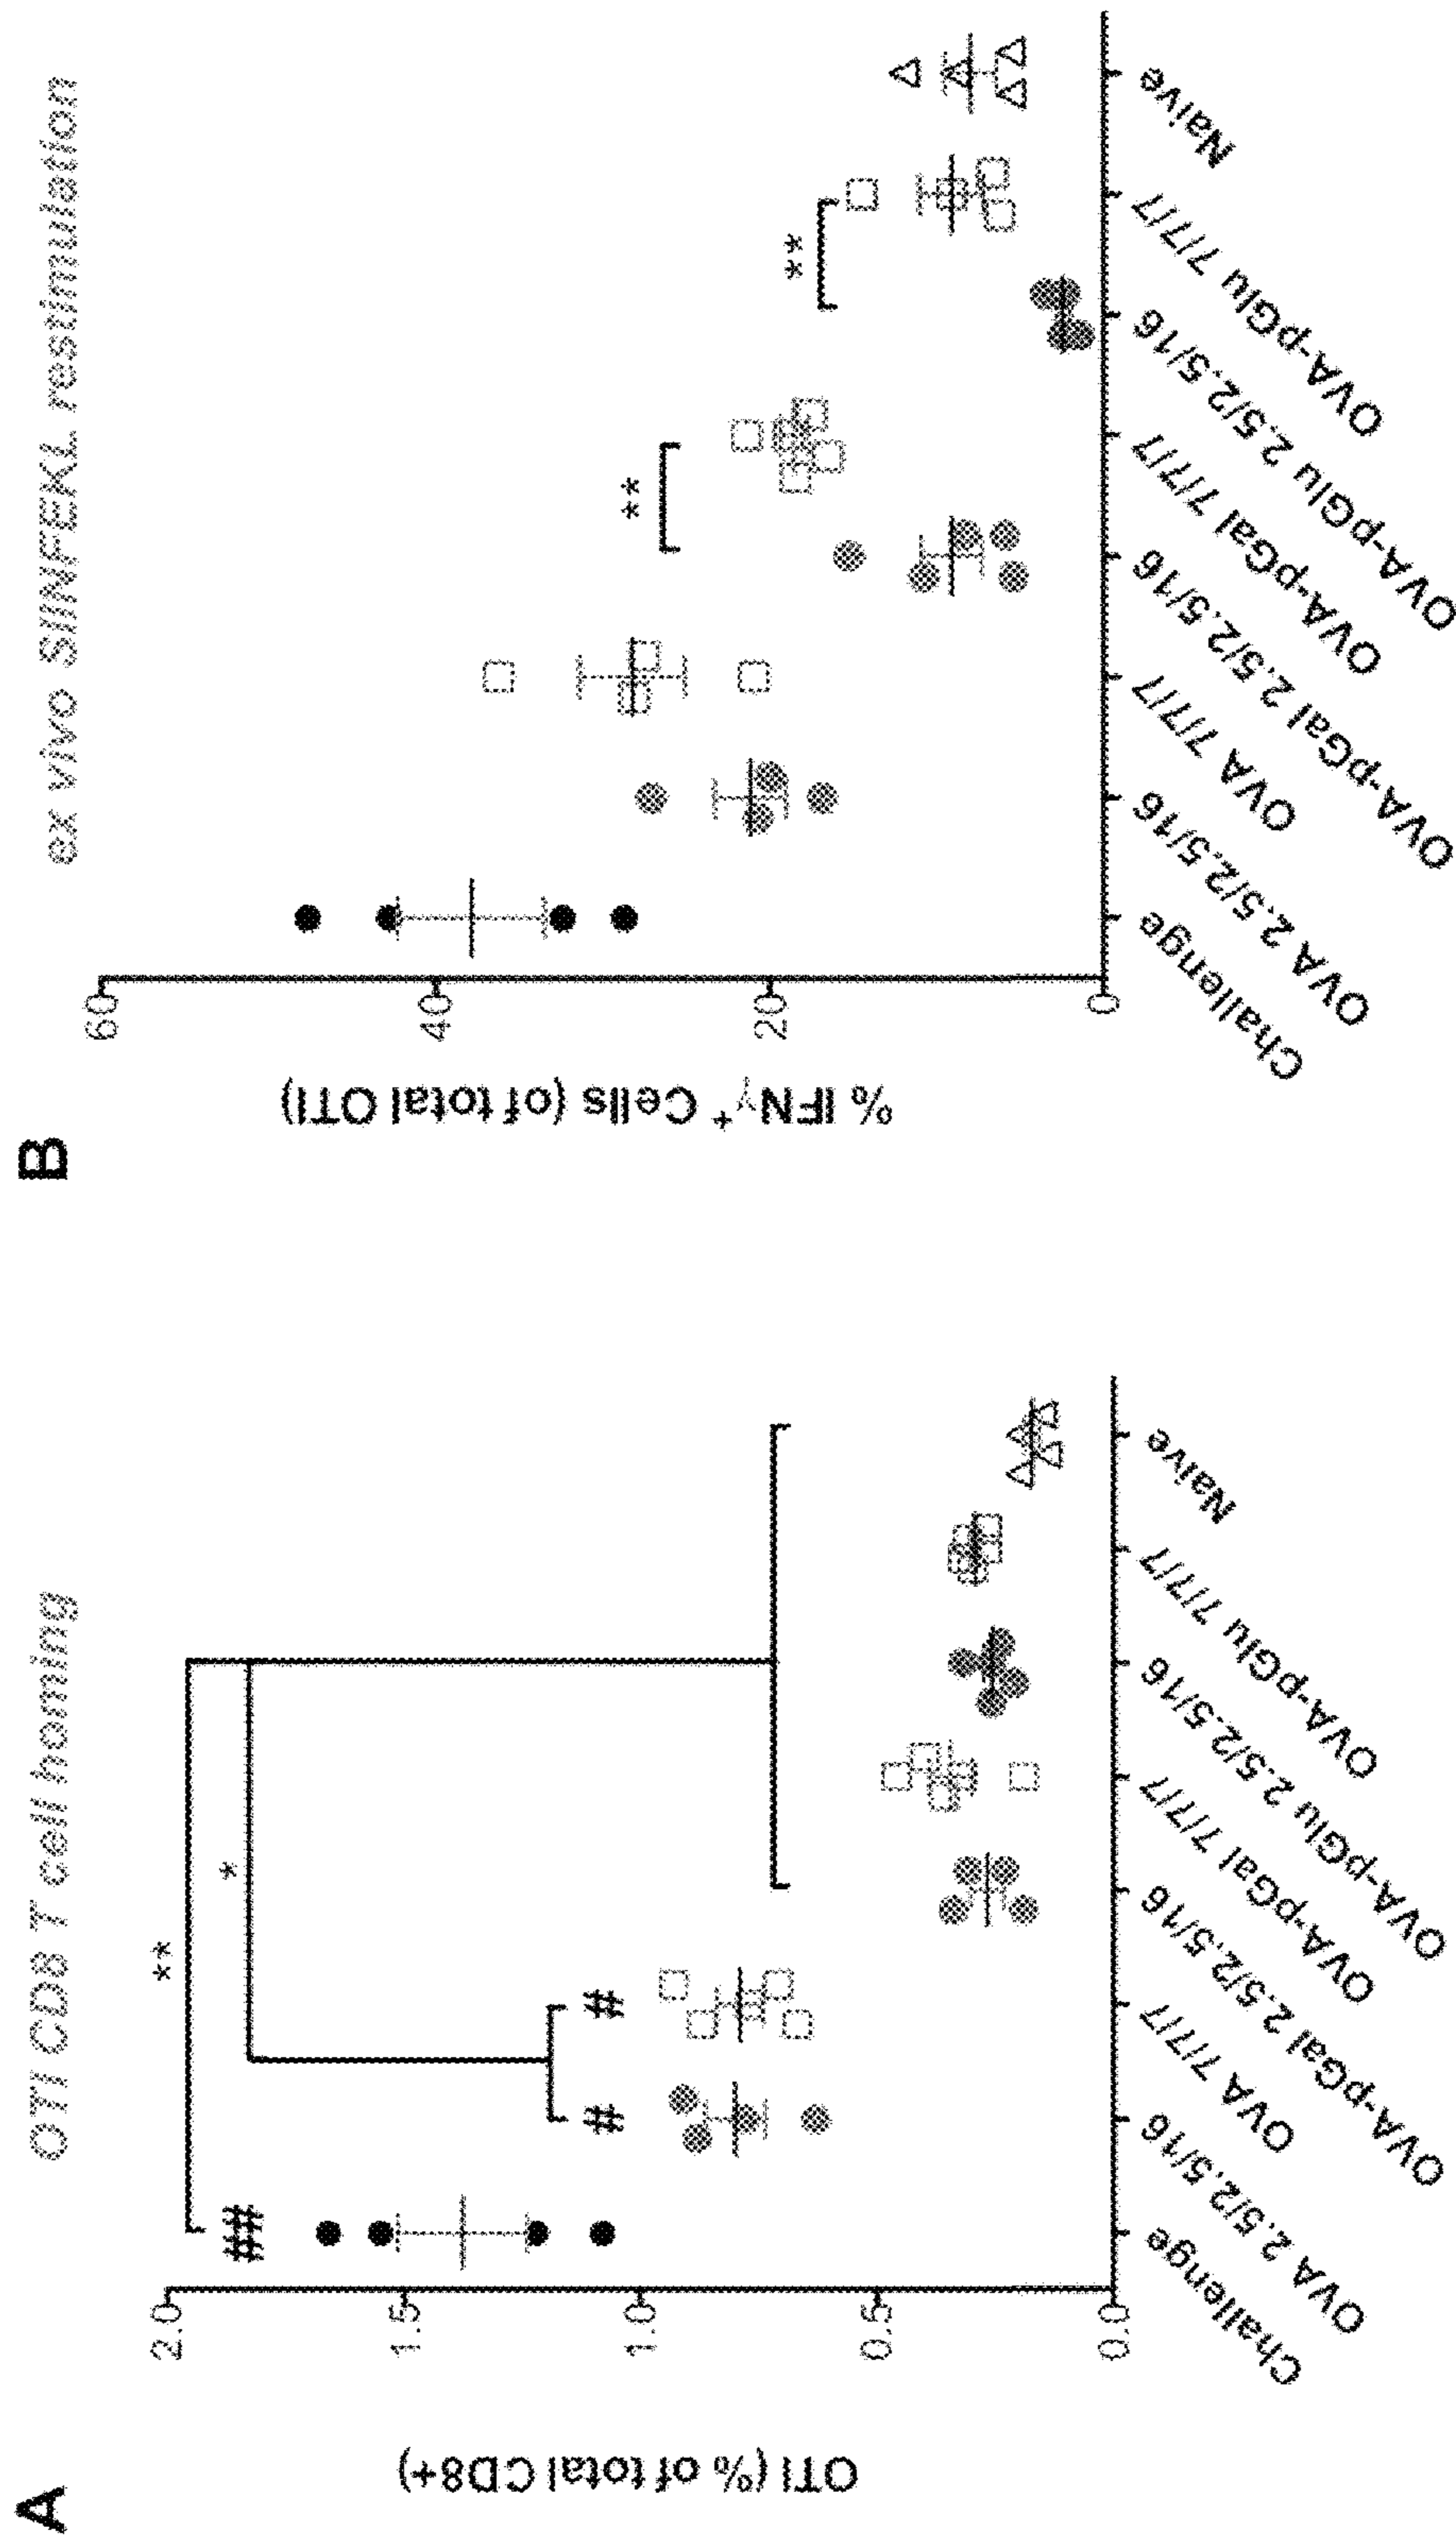 A
OTI CD8 T cell homing
OTI (% of total CD8+)
2.0
1.5
1.0
0.5
0.0
**
*
##
#
#
Challenge
OVA 2.5/2.5/16
OVA 7/7/7
OVA-pGal 2.5/2.5/16
OVA-pGal 7/7/7
OVA-pGlu 2.5/2.5/16
OVA-pGlu 7/7/7
Naive
B
ex vivo SIINFEKL restimulation
% IFNγ+ Cells (of total OTI)
60
40
20
0
**
**
Challenge
OVA 2.5/2.5/16
OVA 7/7/7
OVA-pGal 2.5/2.5/16
OVA-pGal 7/7/7
OVA-pGlu 2.5/2.5/16
OVA-pGlu 7/7/7
Naive